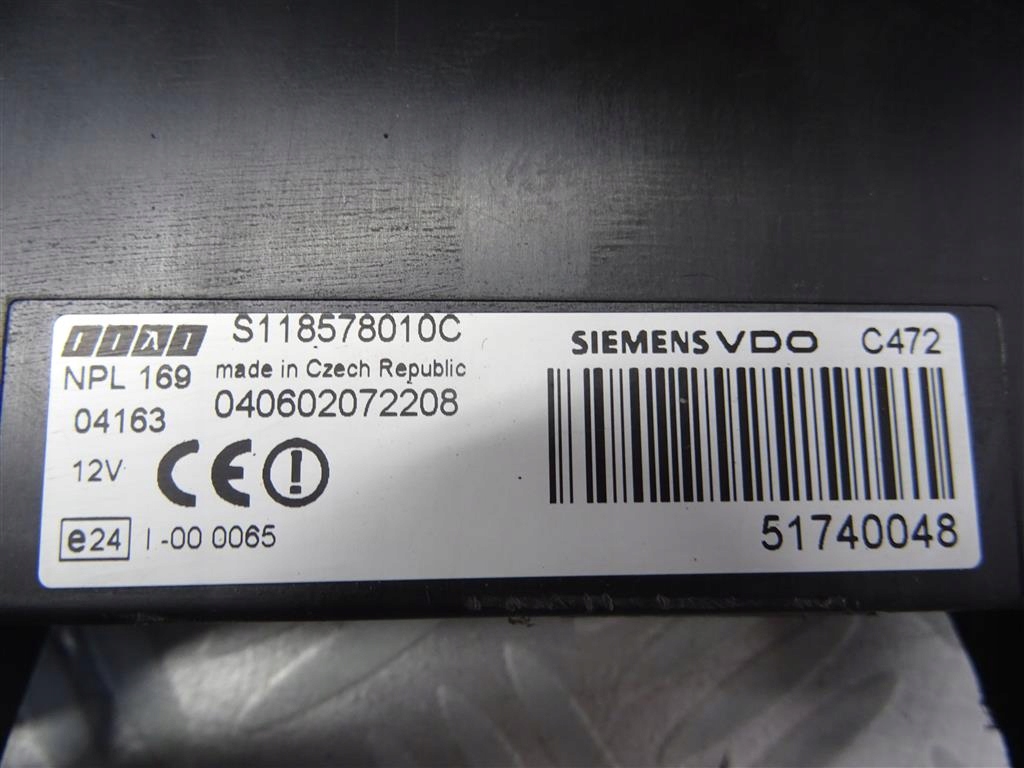 FIAT S118578010C SIEMENS VDO C472
NPL 169 made in Czech Republic
04163 040602072208
12V CE
e24 I -00 0065 51740048